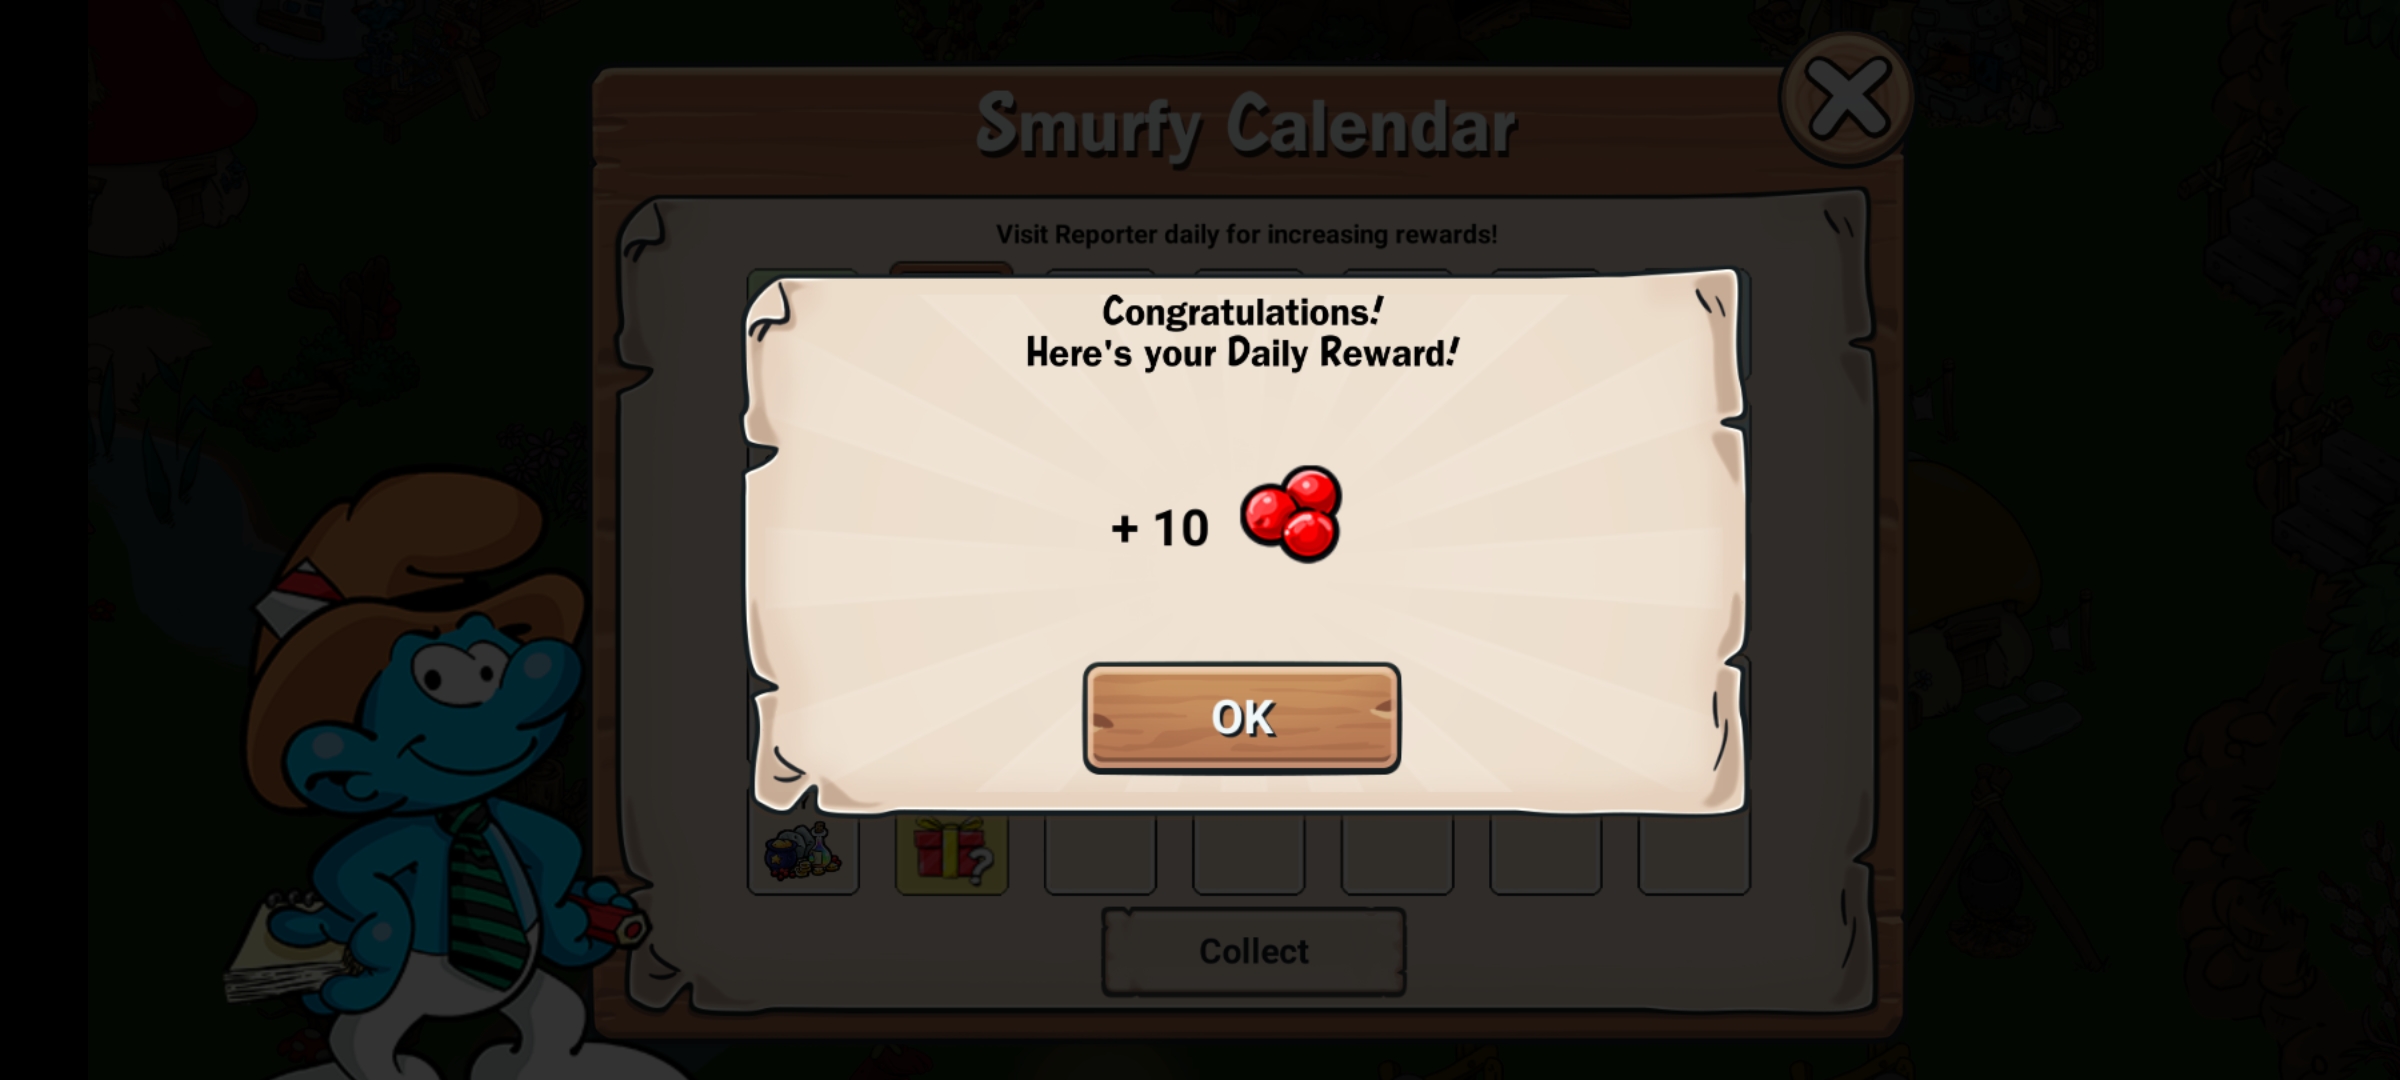 Smurfy Calendar
Visit Reporter daily for increasing rewards!
Congratulations!
Here's your Daily Reward!
+ 10
OK
?
Collect